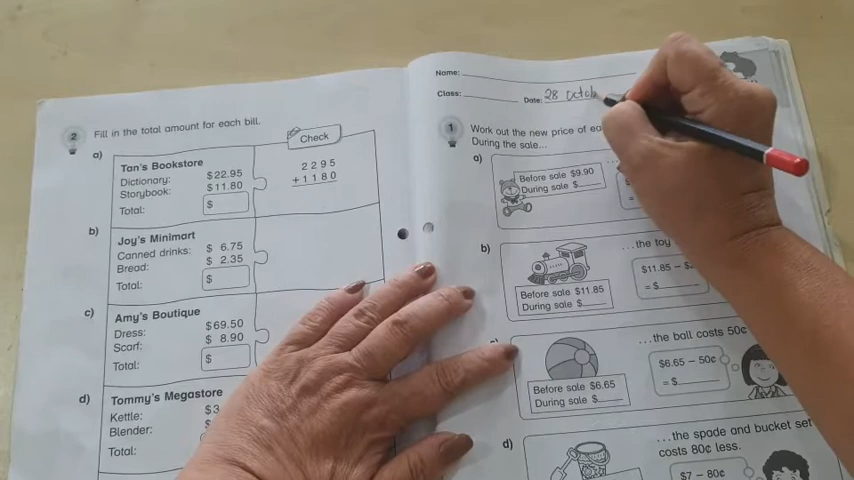 2 Fill in the total amount for each bill.
a) Tan's Bookstore
Dictionary: $22.95
Storybook: $11.80
Total: $
Check
2295
+1180
b) Joy's Minimart
Canned drinks: $ 6.75
Bread: $ 2.35
Total: $
c) Amy's Boutique
Dress: $69.50
Scarf: $ 8.90
Total: $
d) Tommy's Megastore
Kettle: $3
Blender: $
Total:
Name:
Class: Date: 28 Octob
1 Work out the new price of
During the sale...
a) Before sale $9.90
During sale $
b) ...the toy
Before sale $11.85
During sale $
$11.85 – $
= $
...the ball costs 50¢
Before sale $6.65
During sale $
$6.65 – 50¢
= $
d) ...the spade and bucket set
costs 80¢ less.
$7 – 80¢